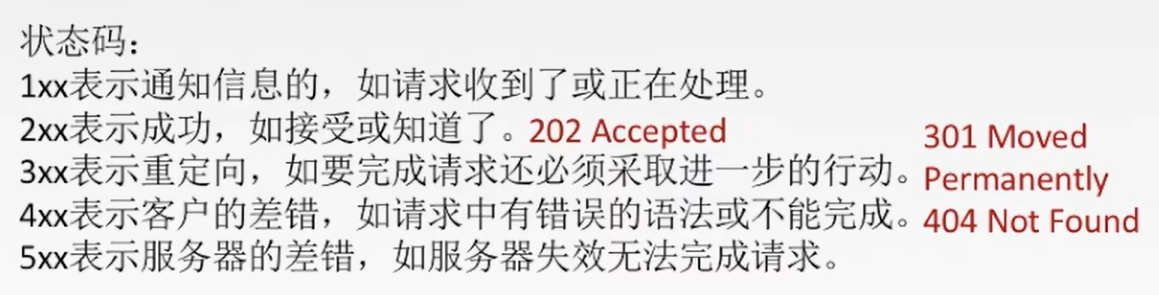 状态码：
1xx表示通知信息的，如请求收到了或正在处理。
2xx表示成功，如接受或知道了。202 Accepted
3xx表示重定向，如要完成请求还必须采取进一步的行动。301 Moved Permanently
4xx表示客户的差错，如请求中有错误的语法或不能完成。404 Not Found
5xx表示服务器的差错，如服务器失效无法完成请求。